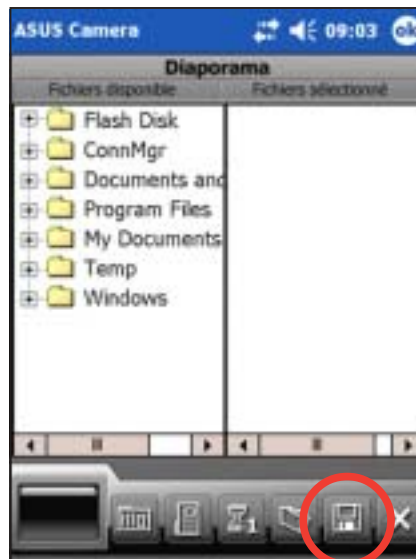 ASUS Camera 09:03 ok
Diaporama
Fichiers disponible Fichiers sélectionné
Flash Disk
ConnMgr
Documents and
Program Files
My Documents
Temp
Windows